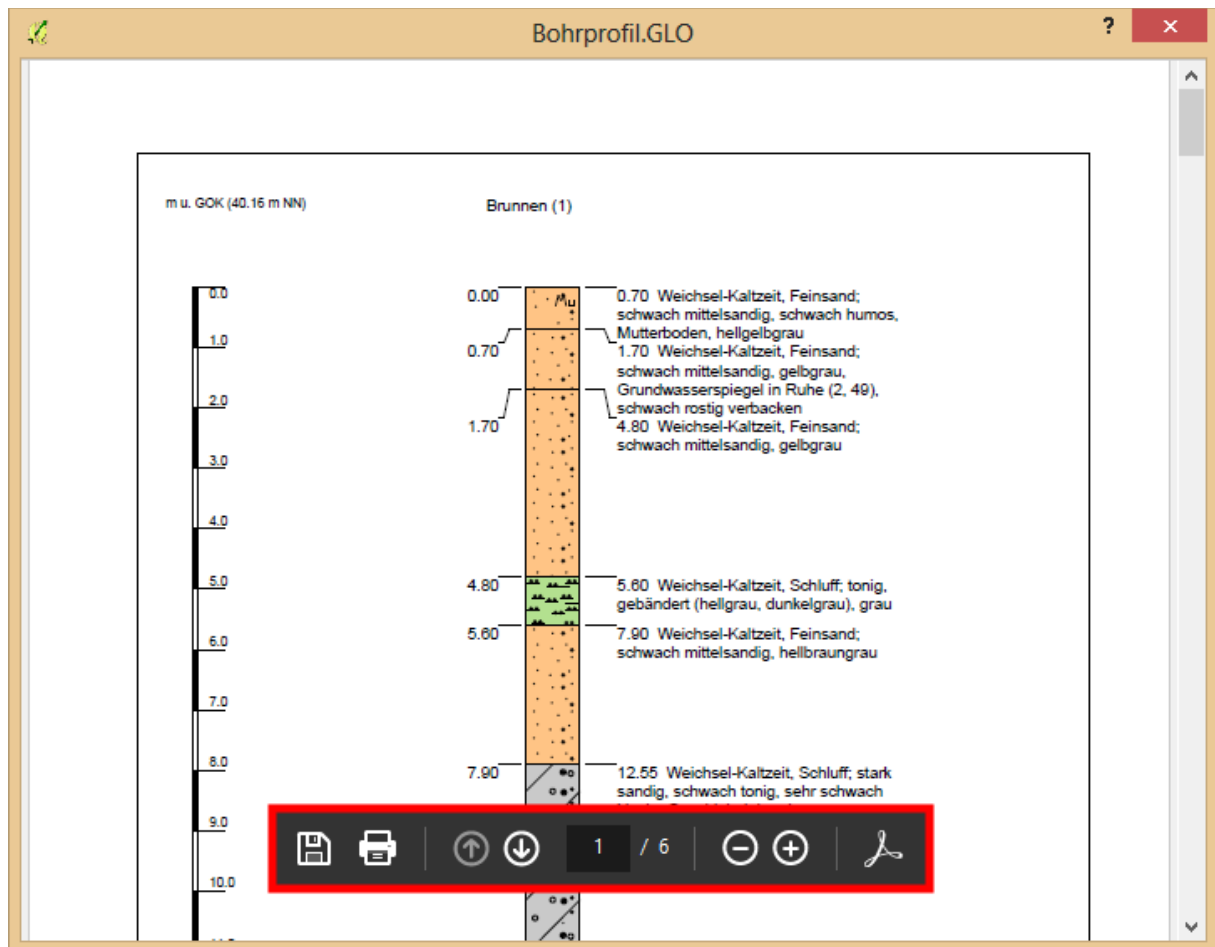 Bohrprofil.GLO
?
m u. GOK (40.16 m NN)
Brunnen (1)
0.0
1.0
2.0
3.0
4.0
5.0
6.0
7.0
8.0
9.0
10.0
0.00
0.70
1.70
4.80
5.60
7.90
Mu
0.70 Weichsel-Kaltzeit, Feinsand;
schwach mittelsandig, schwach humos,
Mutterboden, hellgelbgrau
1.70 Weichsel-Kaltzeit, Feinsand;
schwach mittelsandig, gelbgrau,
Grundwasserspiegel in Ruhe (2, 49),
schwach rostig verbacken
4.80 Weichsel-Kaltzeit, Feinsand;
schwach mittelsandig, gelbgrau
5.60 Weichsel-Kaltzeit, Schluff; tonig,
gebändert (hellgrau, dunkelgrau), grau
7.90 Weichsel-Kaltzeit, Feinsand;
schwach mittelsandig, hellbraungrau
12.55 Weichsel-Kaltzeit, Schluff; stark
sandig, schwach tonig, sehr schwach
1 / 6